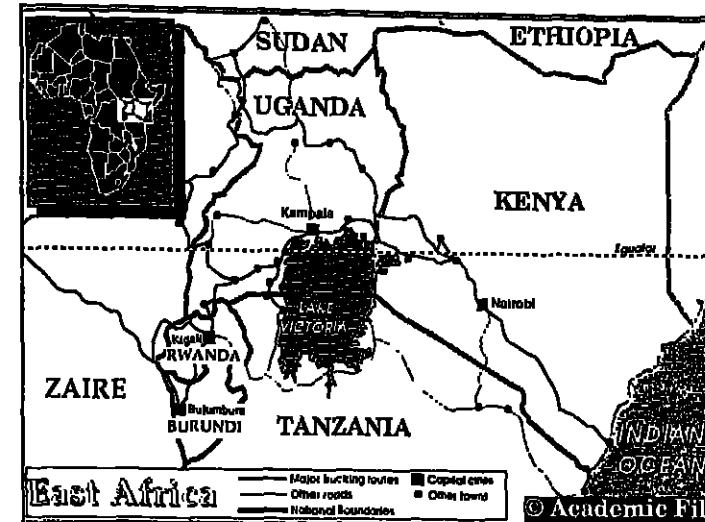 SUDAN
ETHIOPIA
UGANDA
KENYA
Kampala
Equator
Nairobi
LAKE
VICTORIA
Kigali
RWANDA
ZAIRE
Bujumbura
BURUNDI
TANZANIA
INDIAN
OCEAN
East Africa
Major trucking routes
Other roads
National Boundaries
Capital cities
Other towns
© Academic Fil